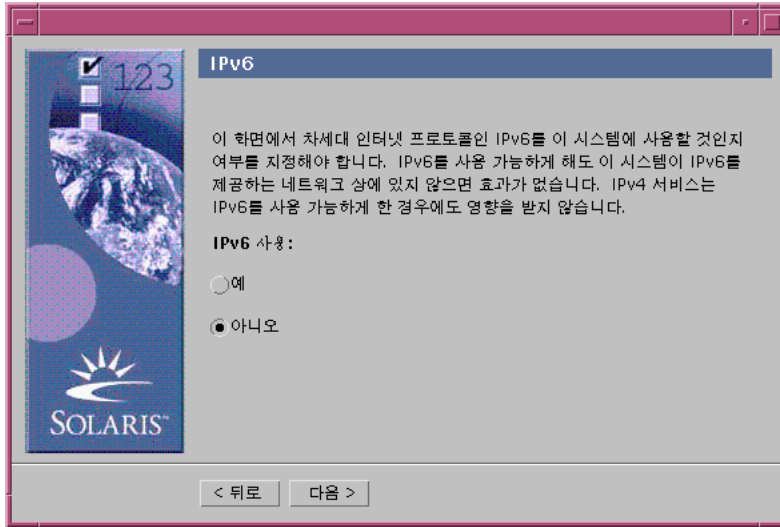 IPv6
123
이 화면에서 차세대 인터넷 프로토콜인 IPv6를 이 시스템에 사용할 것인지
여부를 지정해야 합니다. IPv6를 사용 가능하게 해도 이 시스템이 IPv6를
제공하는 네트워크 상에 있지 않으면 효과가 없습니다. IPv4 서비스는
IPv6를 사용 가능하게 한 경우에도 영향을 받지 않습니다.
IPv6 사용:
예
아니오
SOLARIS™
< 뒤로
다음 >